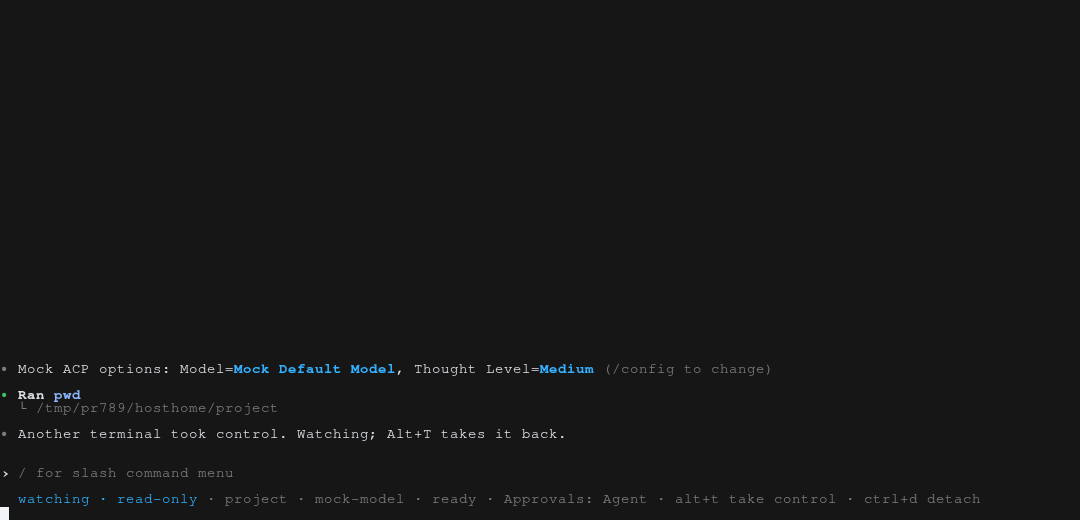 • Mock ACP options: Model=Mock Default Model, Thought Level=Medium (/config to change)
• Ran pwd
└ /tmp/pr789/hosthome/project
• Another terminal took control. Watching; Alt+T takes it back.
› / for slash command menu
watching · read-only · project · mock-model · ready · Approvals: Agent · alt+t take control · ctrl+d detach